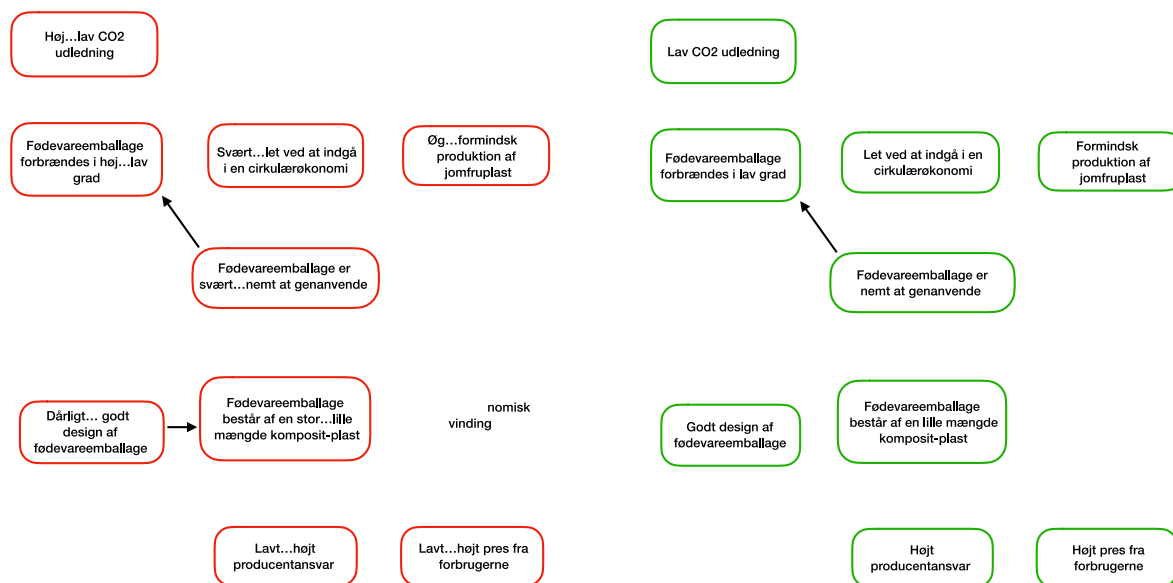 Høj...lav CO2
udledning
Lav CO2 udledning
Fødevareemballage
forbrændes i høj...lav
grad
Svært...let ved at indgå
i en cirkulærøkonomi
Øg...formindsk
produktion af
jomfruplast
Fødevareemballage
forbrændes i lav grad
Let ved at indgå i en
cirkulærøkonomi
Formindsk
produktion af
jomfruplast
Fødevareemballage er
svært...nemt at genanvende
Fødevareemballage er
nemt at genanvende
Dårligt... godt
design af
fødevareemballage
Fødevareemballage
består af en stor...lille
mængde komposit-plast
nomisk
vinding
Godt design af
fødevareemballage
Fødevareemballage
består af en lille mængde
komposit-plast
Lavt...højt
producentansvar
Lavt...højt pres fra
forbrugerne
Højt
producentansvar
Højt pres fra
forbrugerne